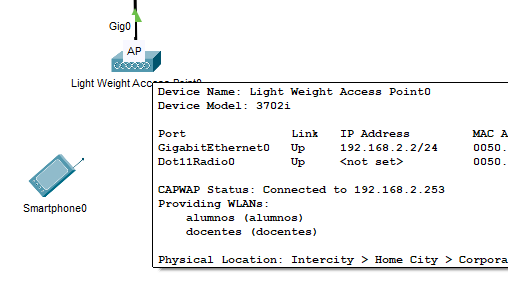 Gig0
AP
Light Weight Access Point0
Device Name: Light Weight Access Point0
Device Model: 3702i
Port Link IP Address MAC A
GigabitEthernet0 Up 192.168.2.2/24 0050.
Dot11Radio0 Up <not set> 0050.
CAPWAP Status: Connected to 192.168.2.253
Providing WLANs:
alumnos (alumnos)
docentes (docentes)
Physical Location: Intercity > Home City > Corpora
Smartphone0